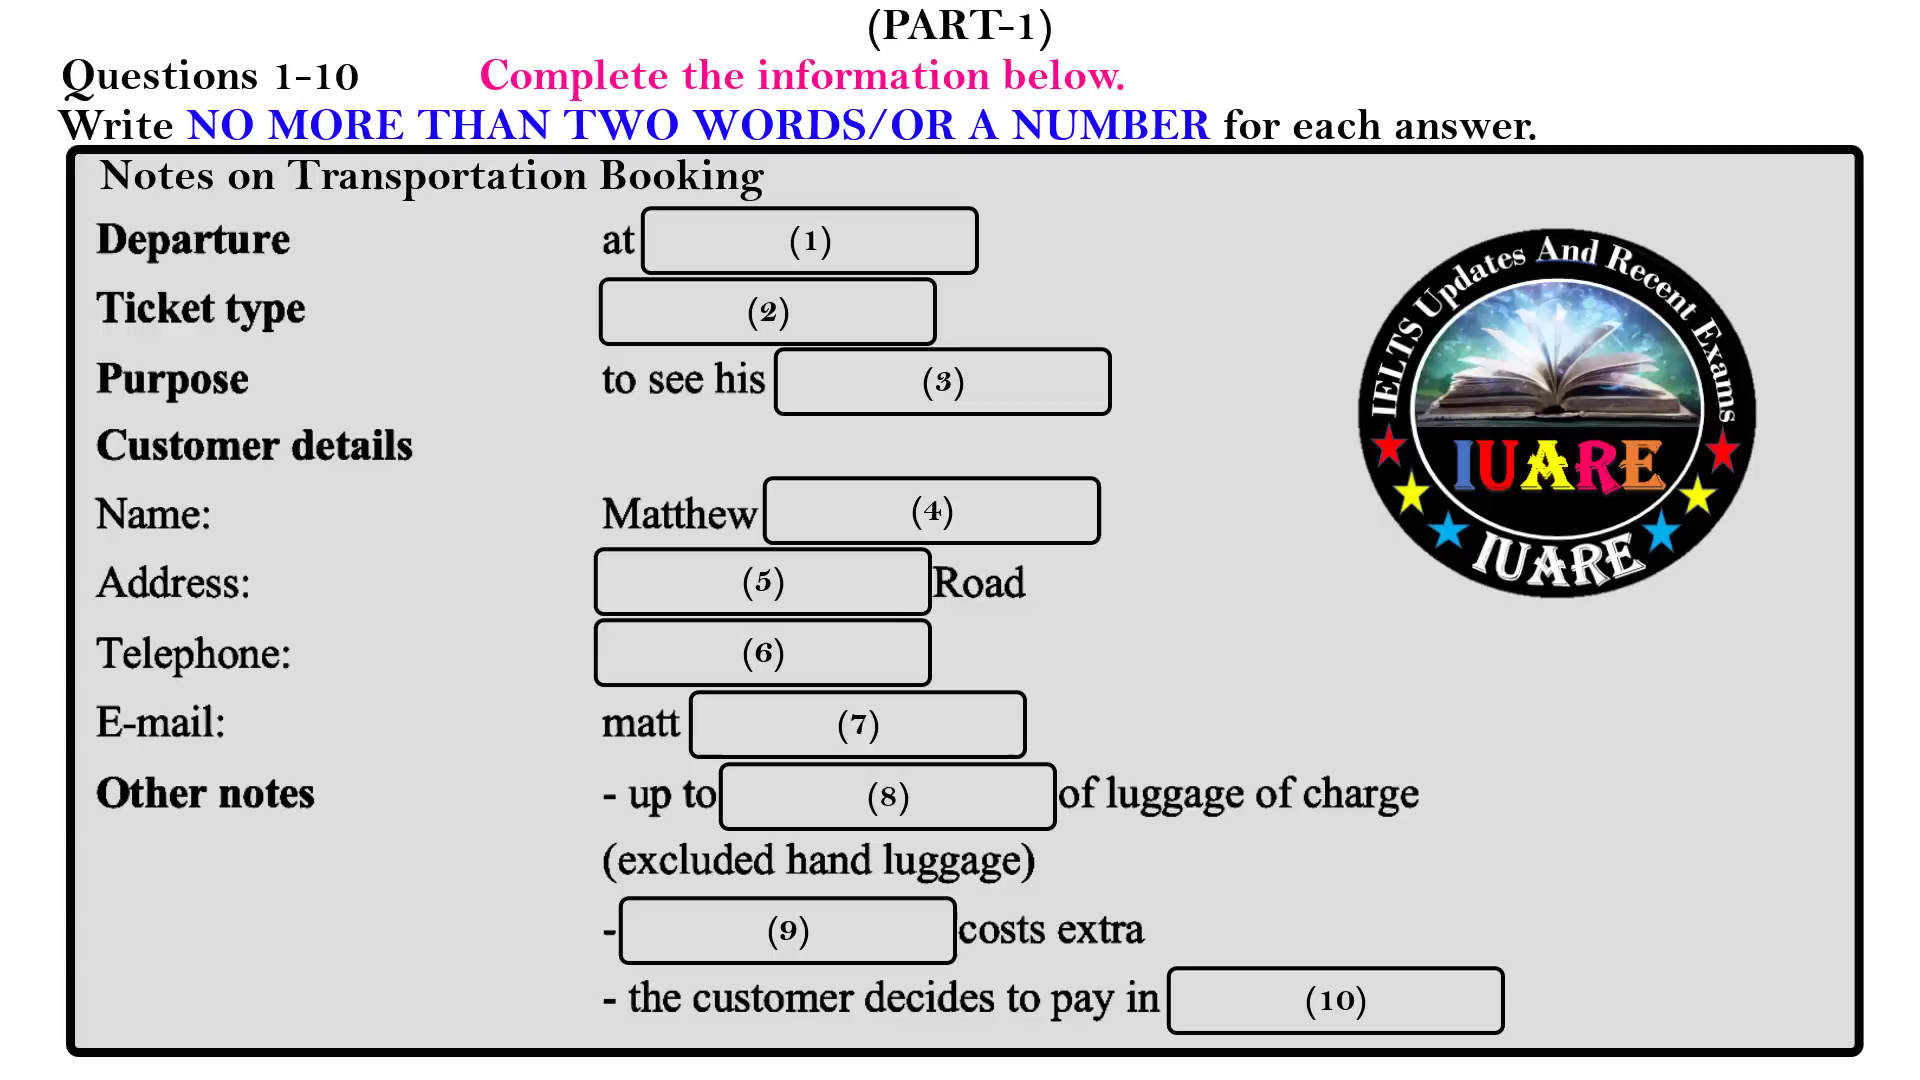 (PART-1)
Questions 1-10 Complete the information below.
Write NO MORE THAN TWO WORDS/OR A NUMBER for each answer.
Notes on Transportation Booking
Departure at (1)
Ticket type (2)
Purpose to see his (3)
Customer details
Name: Matthew (4)
Address: (5) Road
Telephone: (6)
E-mail: matt (7)
Other notes - up to (8) of luggage of charge
(excluded hand luggage)
- (9) costs extra
- the customer decides to pay in (10)
IELTS Updates And Recent Exams
IUARE
IUARE